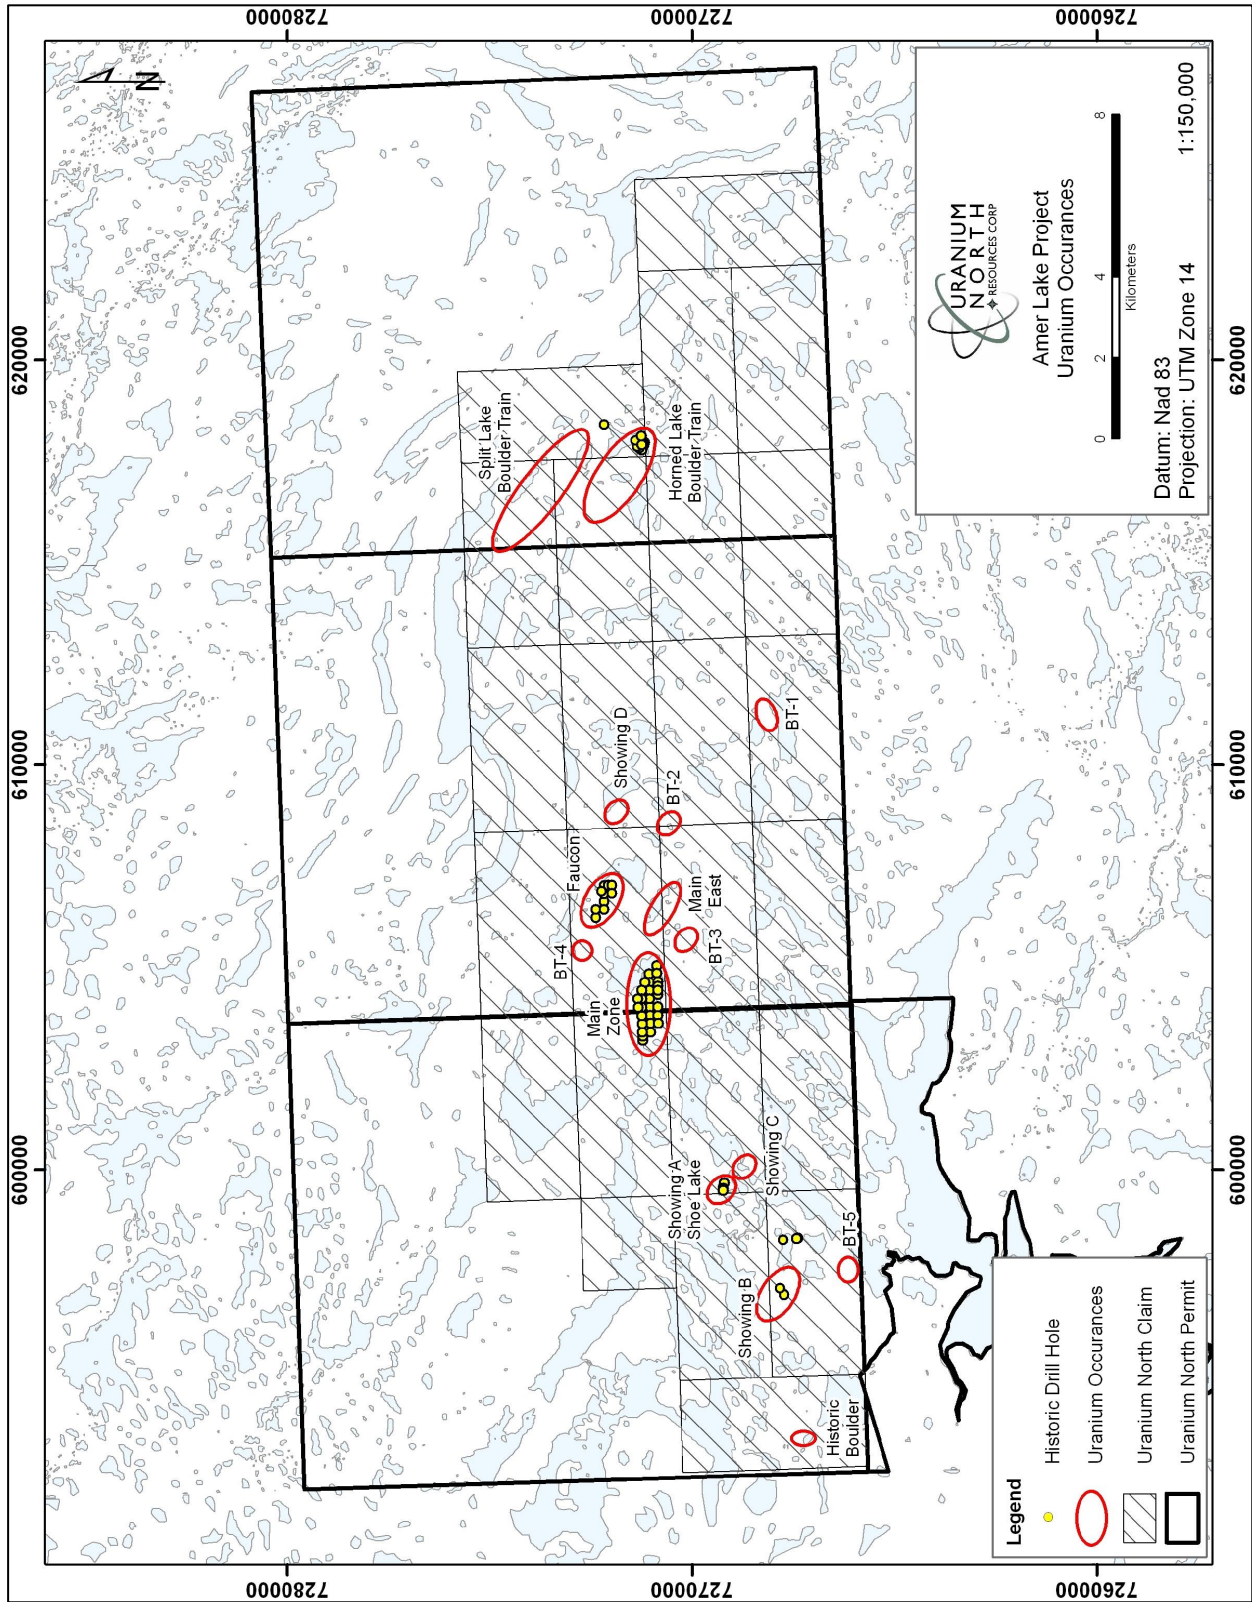 600000
610000
620000
7280000
7280000
N
Split Lake
Boulder Train
BT-4
Faucon
Showing D
Main
Zone
7270000
7270000
Horned Lake
Boulder Train
BT-2
Main
East
BT-3
Showing A
Shoe Lake
BT-1
Showing C
Showing B
Historic
Boulder
BT-5
7260000
7260000
Legend
Historic Drill Hole
Uranium Occurances
Uranium North Claim
Uranium North Permit
URANIUM
NORTH
RESOURCES CORP
Amer Lake Project
Uranium Occurances
0 2 4 8
Kilometers
Datum: Nad 83
Projection: UTM Zone 14 1:150,000
600000
610000
620000